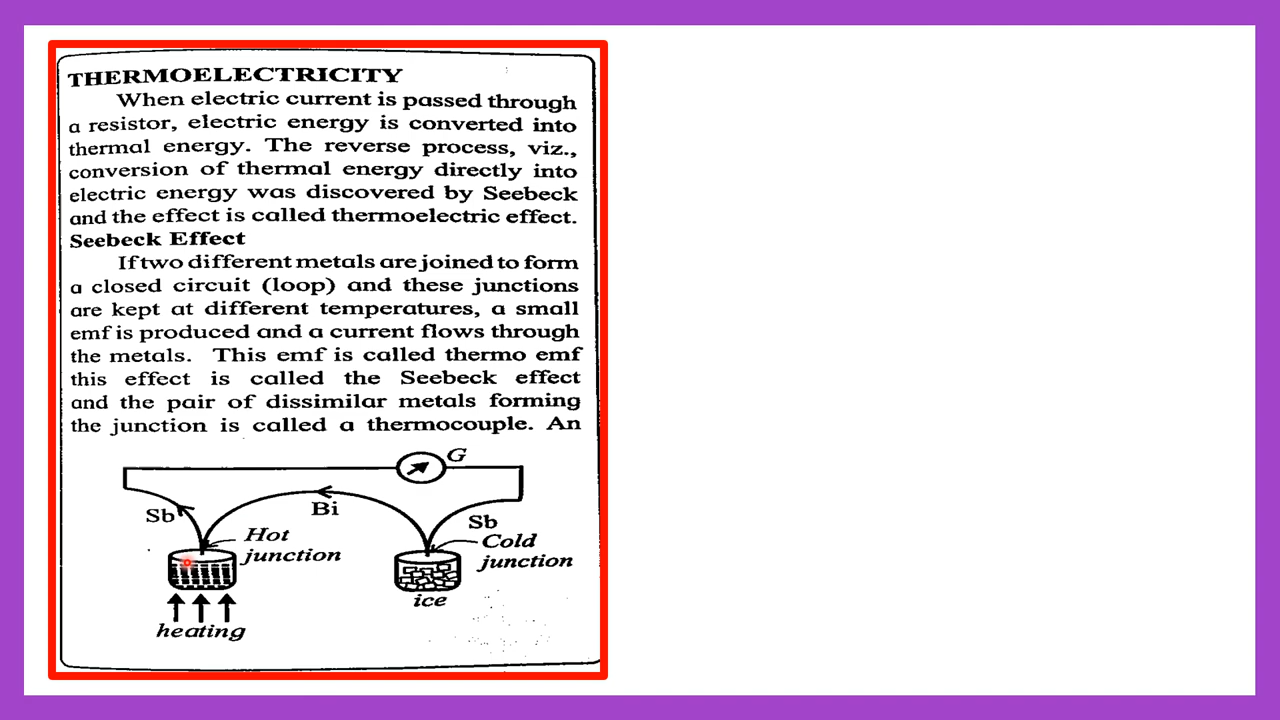 THERMOELECTRICITY
When electric current is passed through
a resistor, electric energy is converted into
thermal energy. The reverse process, viz.,
conversion of thermal energy directly into
electric energy was discovered by Seebeck
and the effect is called thermoelectric effect.
Seebeck Effect
If two different metals are joined to form
a closed circuit (loop) and these junctions
are kept at different temperatures, a small
emf is produced and a current flows through
the metals. This emf is called thermo emf
this effect is called the Seebeck effect
and the pair of dissimilar metals forming
the junction is called a thermocouple. An
G
Sb
Bi
Sb
Hot
junction
Cold
junction
ice
heating